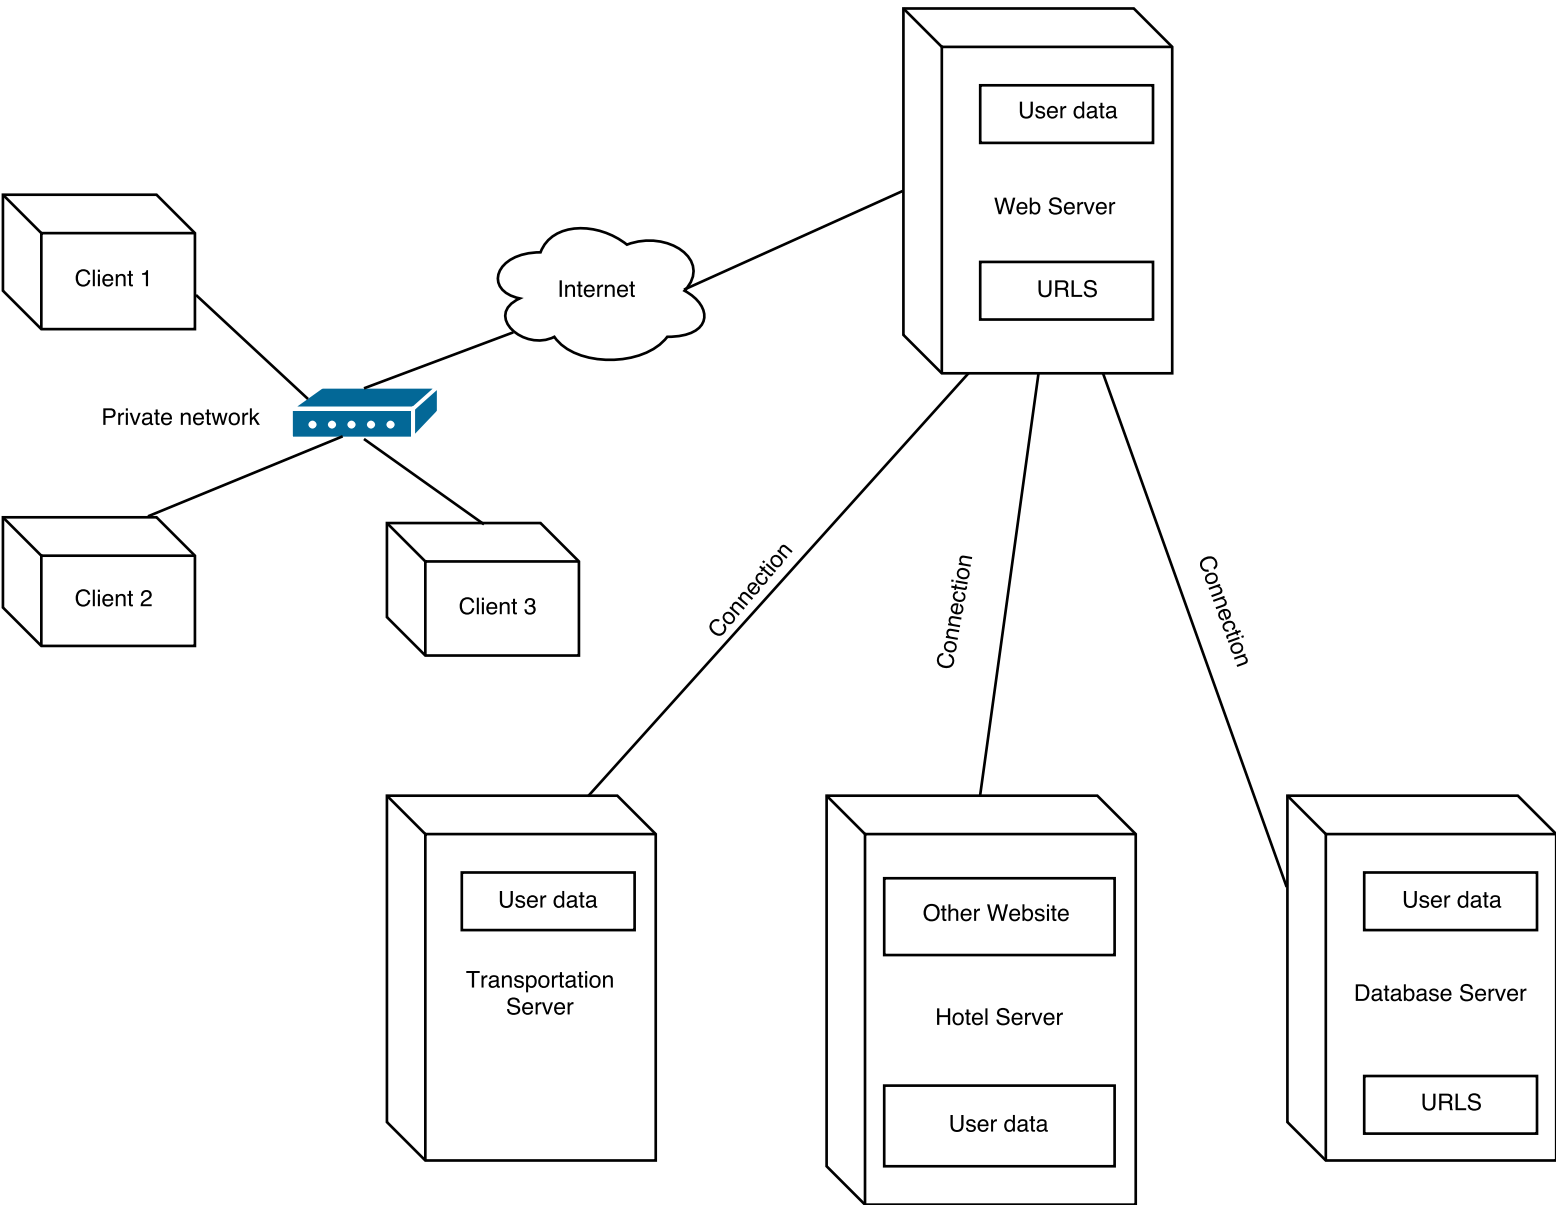 User data
Web Server
URLS
Client 1
Internet
Private network
Client 2
Client 3
Connection
Connection
Connection
User data
Transportation
Server
Other Website
Hotel Server
User data
User data
Database Server
URLS